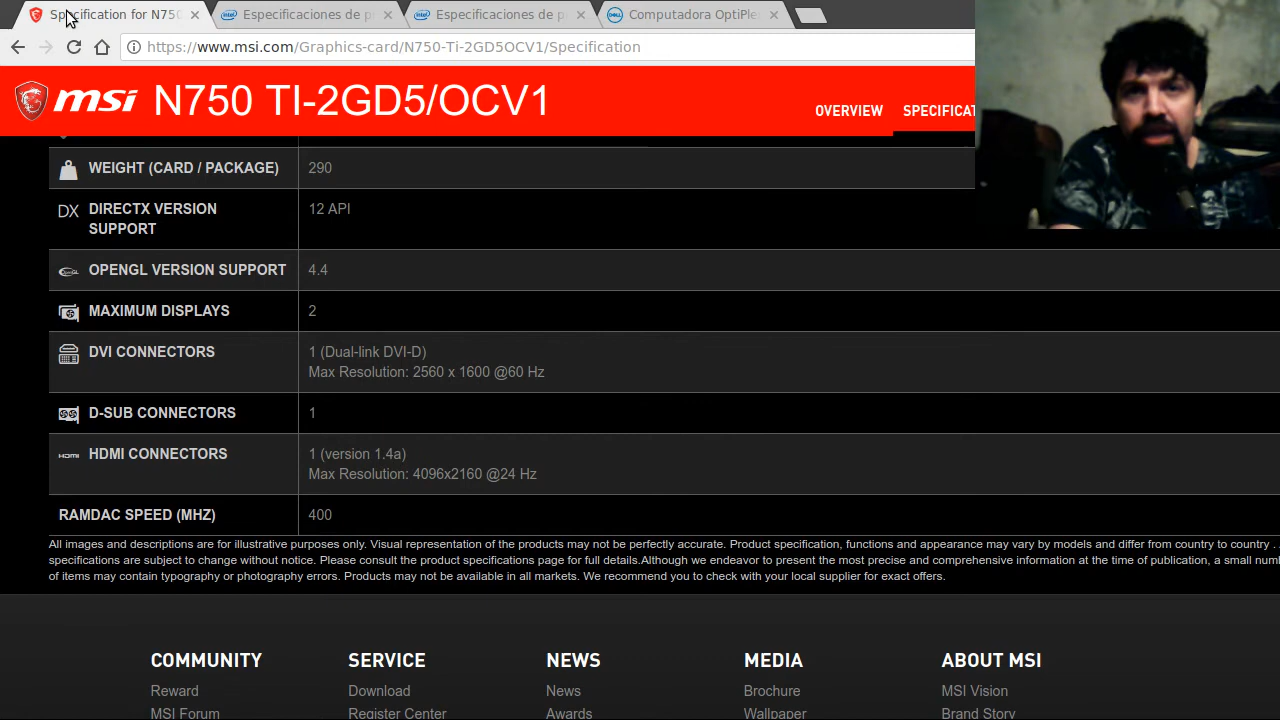 Specification for N750
Especificaciones de p
Especificaciones de p
Computadora OptiPle
https://www.msi.com/Graphics-card/N750-Ti-2GD5OCV1/Specification
msi N750 TI-2GD5/OCV1
OVERVIEW
SPECIFICAT
WEIGHT (CARD / PACKAGE)
290
DX
DIRECTX VERSION
SUPPORT
12 API
OPENGL VERSION SUPPORT
4.4
MAXIMUM DISPLAYS
2
DVI CONNECTORS
1 (Dual-link DVI-D)
Max Resolution: 2560 x 1600 @60 Hz
D-SUB CONNECTORS
1
HDMI CONNECTORS
1 (version 1.4a)
Max Resolution: 4096x2160 @24 Hz
RAMDAC SPEED (MHZ)
400
All images and descriptions are for illustrative purposes only. Visual representation of the products may not be perfectly accurate. Product specification, functions and appearance may vary by models and differ from country to country . .
specifications are subject to change without notice. Please consult the product specifications page for full details.Although we endeavor to present the most precise and comprehensive information at the time of publication, a small num
of items may contain typography or photography errors. Products may not be available in all markets. We recommend you to check with your local supplier for exact offers.
COMMUNITY
SERVICE
NEWS
MEDIA
ABOUT MSI
Reward
Download
News
Brochure
MSI Vision
MSI Forum
Register Center
Awards
Wallpaper
Brand Story